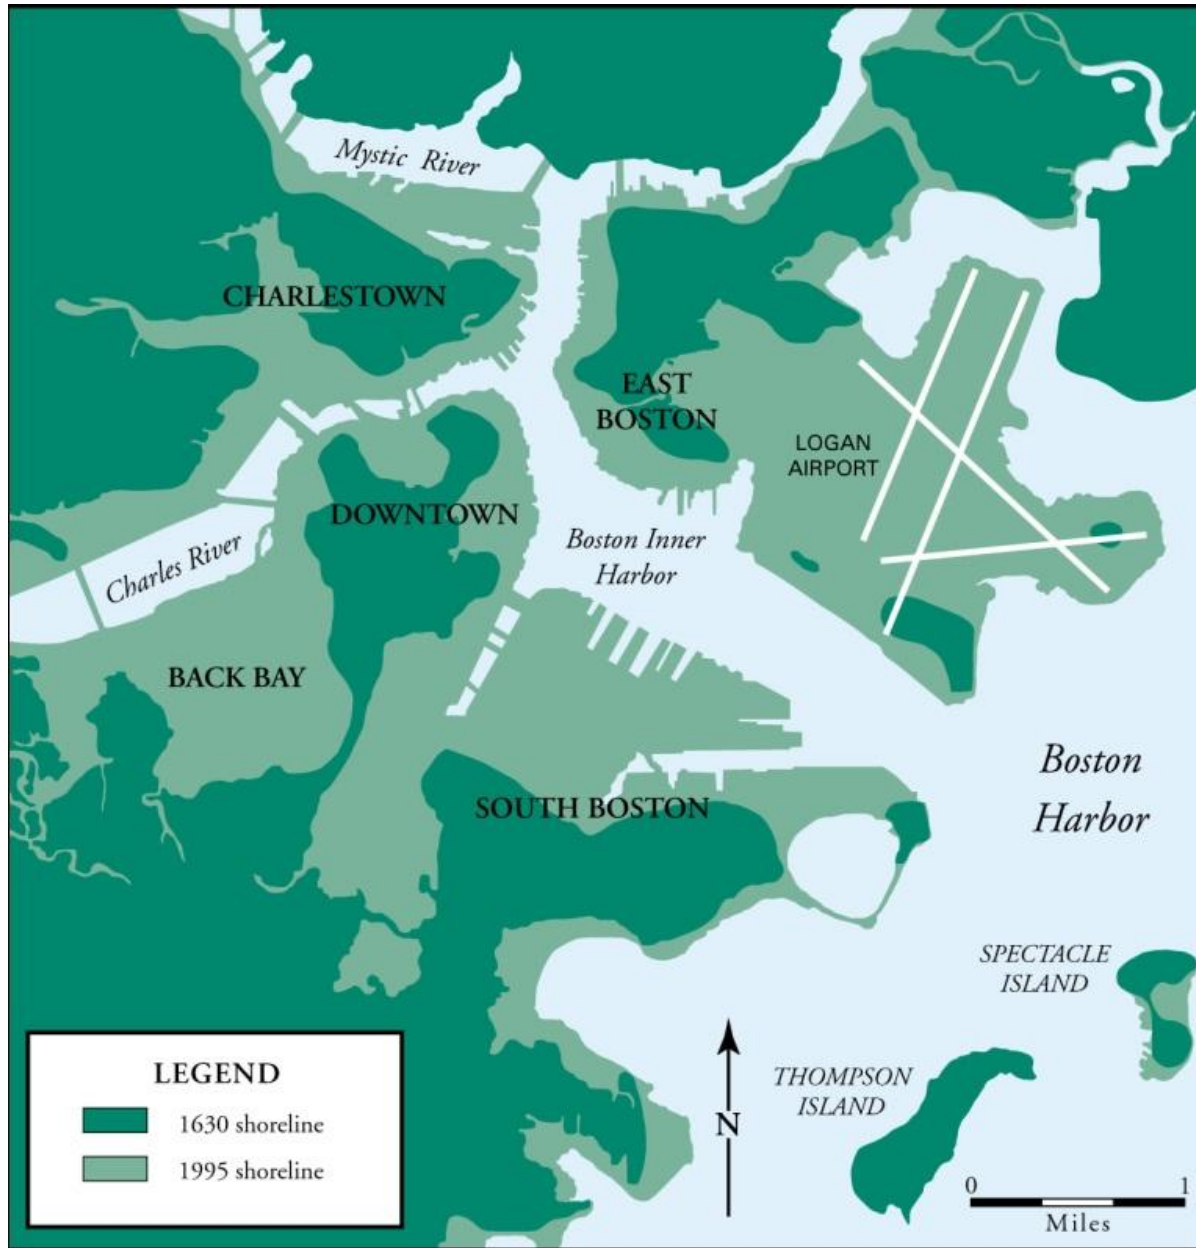 Mystic River
CHARLESTOWN
EAST
BOSTON
LOGAN
AIRPORT
DOWNTOWN
Boston Inner
Harbor
Charles River
BACK BAY
Boston
Harbor
SOUTH BOSTON
SPECTACLE
ISLAND
THOMPSON
ISLAND
N
LEGEND
1630 shoreline
1995 shoreline
0 1
Miles